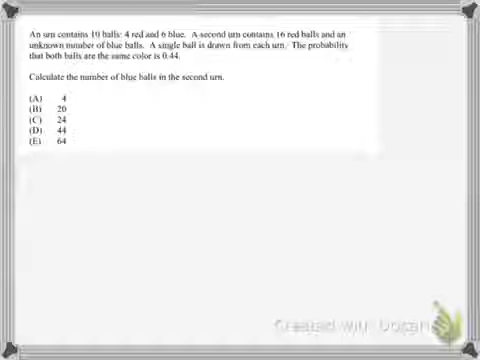 An urn contains 10 balls: 4 red and 6 blue. A second urn contains 16 red balls and an
unknown number of blue balls. A single ball is drawn from each urn. The probability
that both balls are the same color is 0.44.
Calculate the number of blue balls in the second urn.
(A) 4
(B) 20
(C) 24
(D) 44
(E) 64
Created with